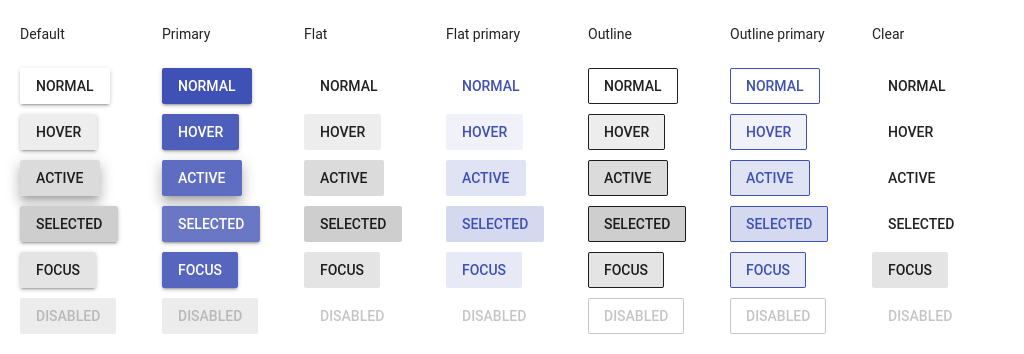 Default Primary Flat Flat primary Outline Outline primary Clear
NORMAL NORMAL NORMAL NORMAL NORMAL NORMAL NORMAL
HOVER HOVER HOVER HOVER HOVER HOVER HOVER
ACTIVE ACTIVE ACTIVE ACTIVE ACTIVE ACTIVE ACTIVE
SELECTED SELECTED SELECTED SELECTED SELECTED SELECTED SELECTED
FOCUS FOCUS FOCUS FOCUS FOCUS FOCUS FOCUS
DISABLED DISABLED DISABLED DISABLED DISABLED DISABLED DISABLED